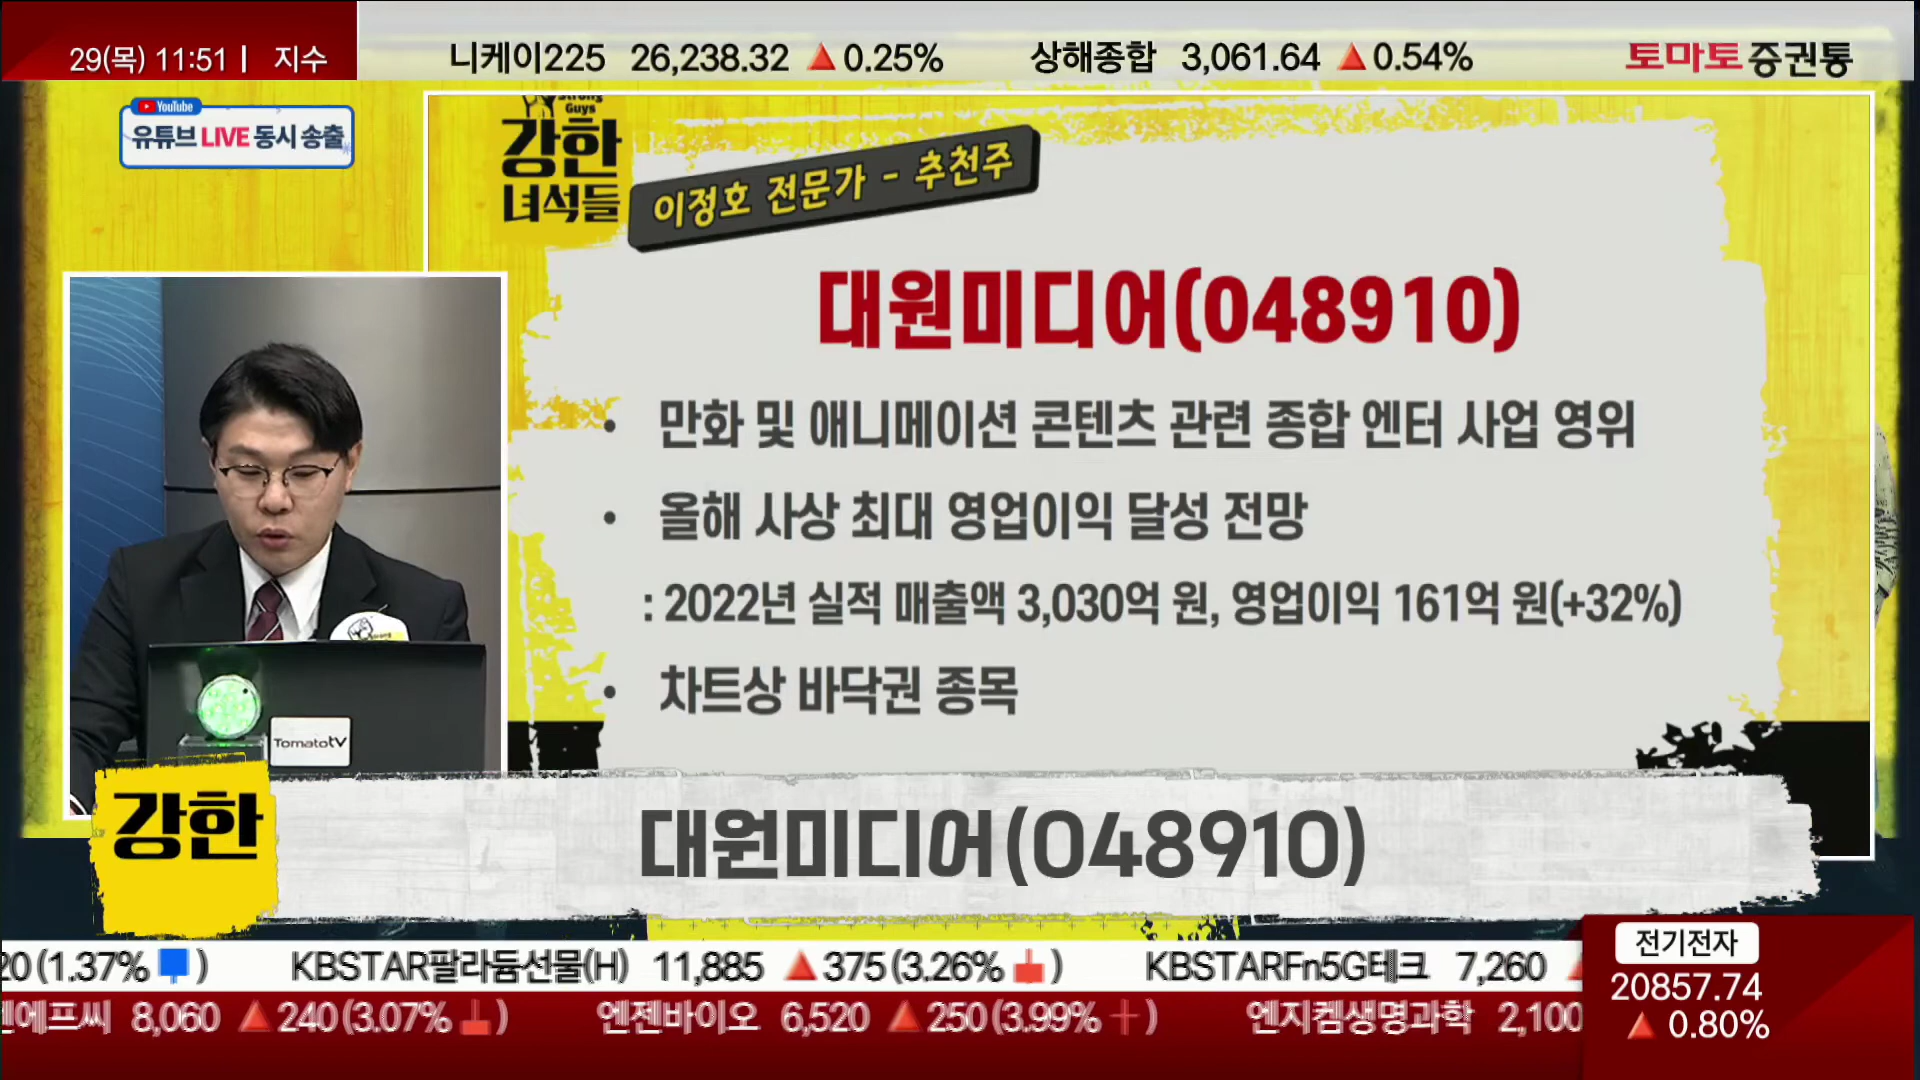 29(목) 11:51 | 지수
니케이225 26,238.32 ▲ 0.25% 상해종합 3,061.64 ▲ 0.54%
토마토증권통
YouTube
유튜브 LIVE 동시 송출
Strong
Guys
강한
녀석들
이정호 전문가 - 추천주
대원미디어(048910)
• 만화 및 애니메이션 콘텐츠 관련 종합 엔터 사업 영위
• 올해 사상 최대 영업이익 달성 전망
: 2022년 실적 매출액 3,030억 원, 영업이익 161억 원(+32%)
• 차트상 바닥권 종목
TomatoTV
강한
대원미디어(048910)
20(1.37% ) KBSTAR팔라듐선물(H) 11,885 ▲ 375(3.26% ) KBSTARFn5G테크 7,260
에프씨 8,060 ▲ 240(3.07% ) 엔젠바이오 6,520 ▲ 250(3.99% ) 엔지켐생명과학 2,100
전기전자
20857.74
▲ 0.80%